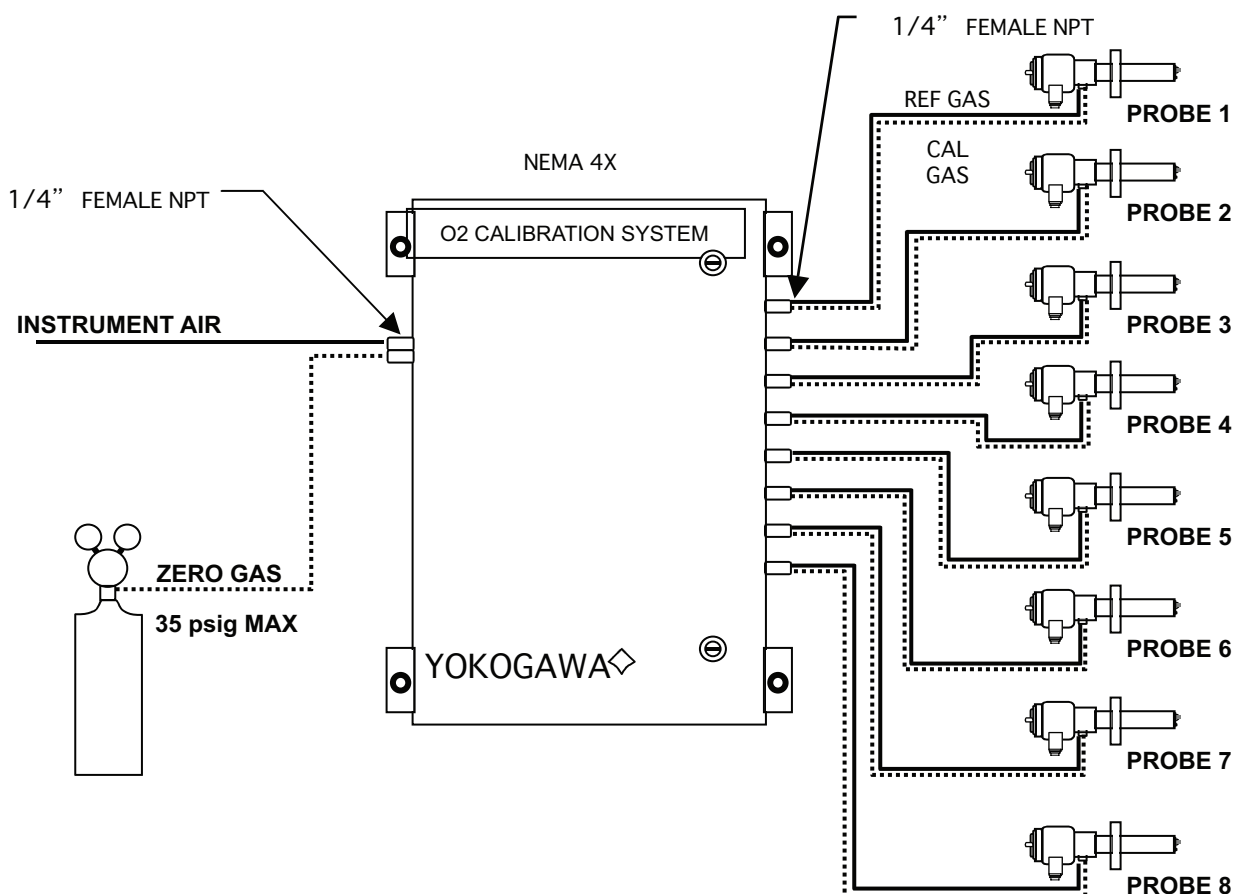 1/4” FEMALE NPT
REF GAS
PROBE 1
CAL
GAS
NEMA 4X
1/4” FEMALE NPT
PROBE 2
O2 CALIBRATION SYSTEM
INSTRUMENT AIR
PROBE 3
PROBE 4
PROBE 5
ZERO GAS
35 psig MAX
PROBE 6
YOKOGAWA
PROBE 7
PROBE 8